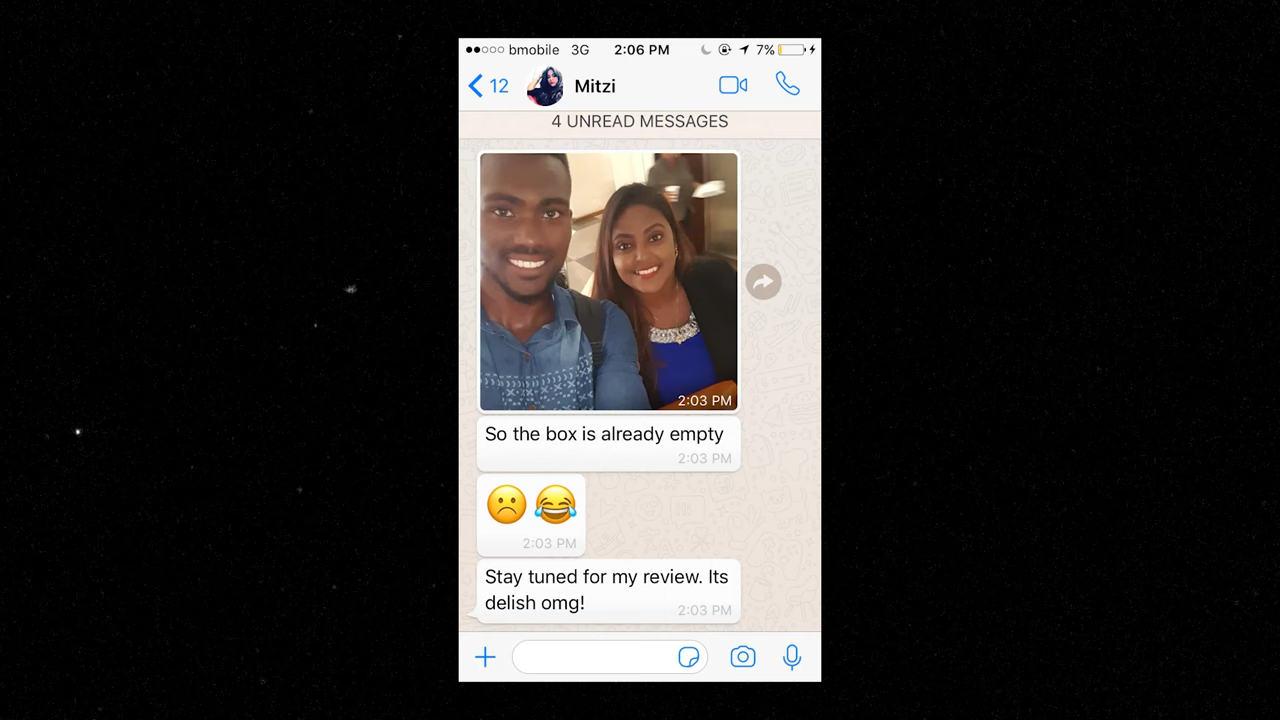 bmobile 3G 2:06 PM 7%
12 Mitzi
4 UNREAD MESSAGES
2:03 PM
So the box is already empty
2:03 PM
☹️😂
2:03 PM
Stay tuned for my review. Its
delish omg!
2:03 PM